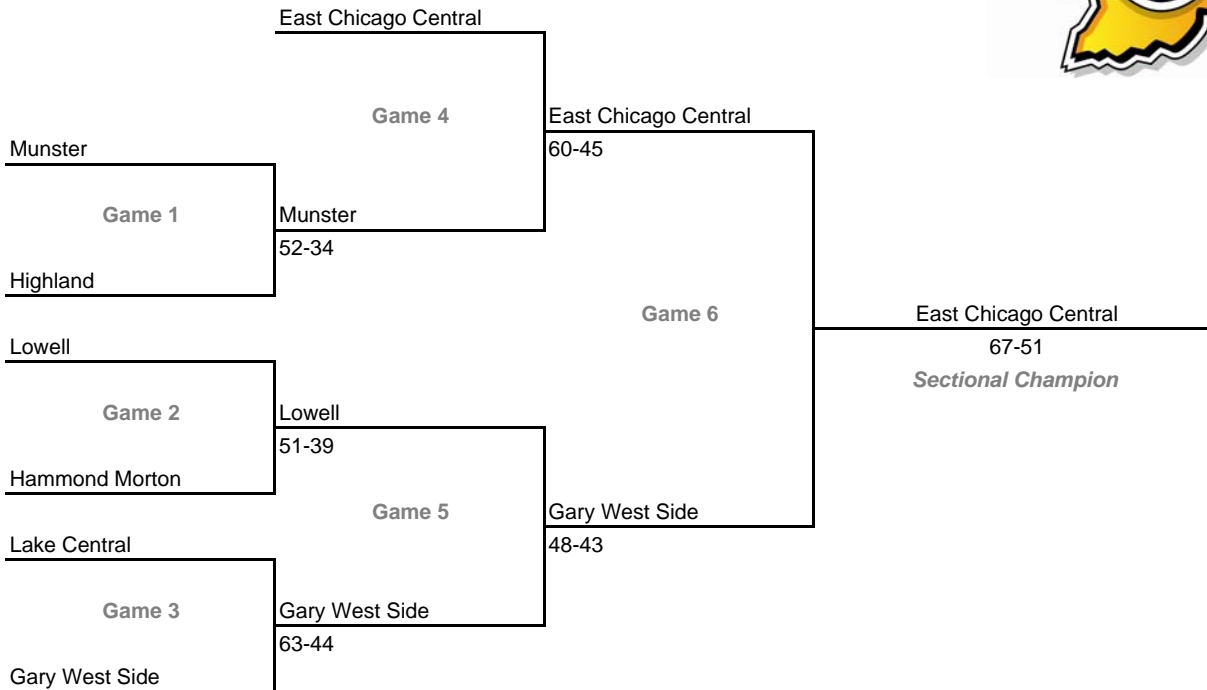 East Chicago Central
Game 4
East Chicago Central
Munster
60-45
Game 1
Munster
52-34
Highland
Game 6
East Chicago Central
Lowell
67-51
Sectional Champion
Game 2
Lowell
51-39
Hammond Morton
Game 5
Gary West Side
Lake Central
48-43
Game 3
Gary West Side
63-44
Gary West Side